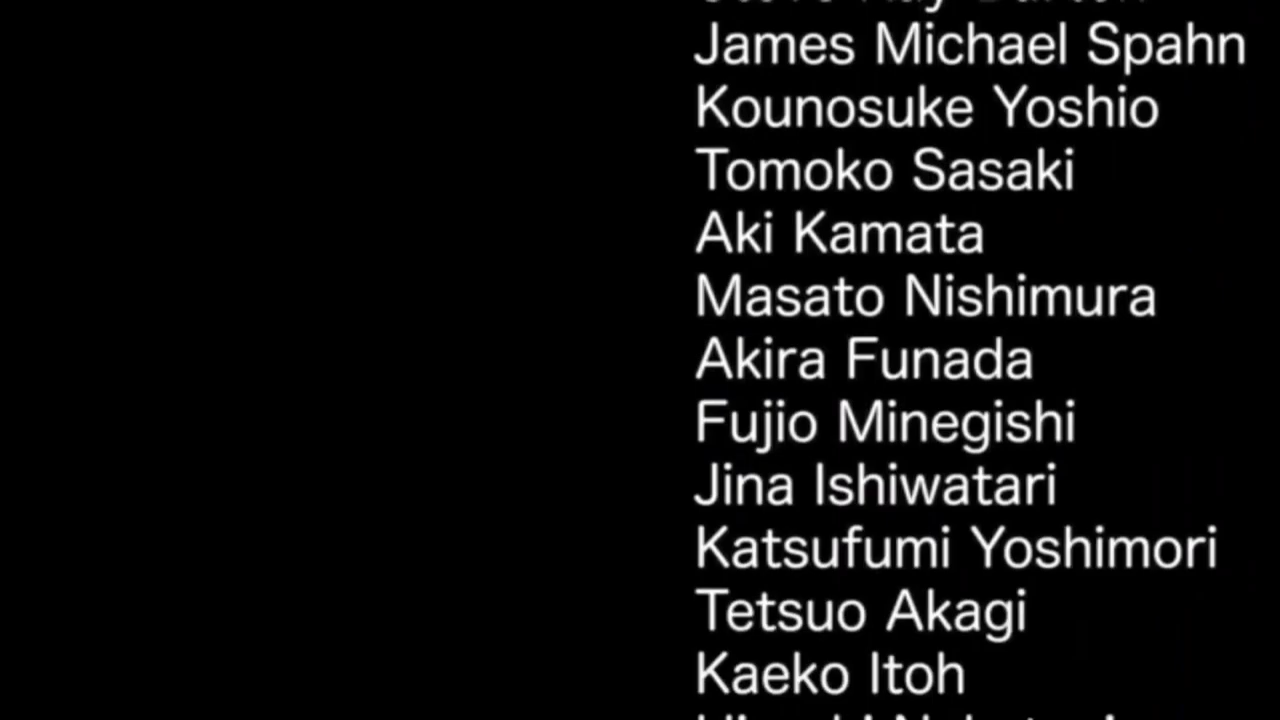 James Michael Spahn
Kounosuke Yoshio
Tomoko Sasaki
Aki Kamata
Masato Nishimura
Akira Funada
Fujio Minegishi
Jina Ishiwatari
Katsufumi Yoshimori
Tetsuo Akagi
Kaeko Itoh